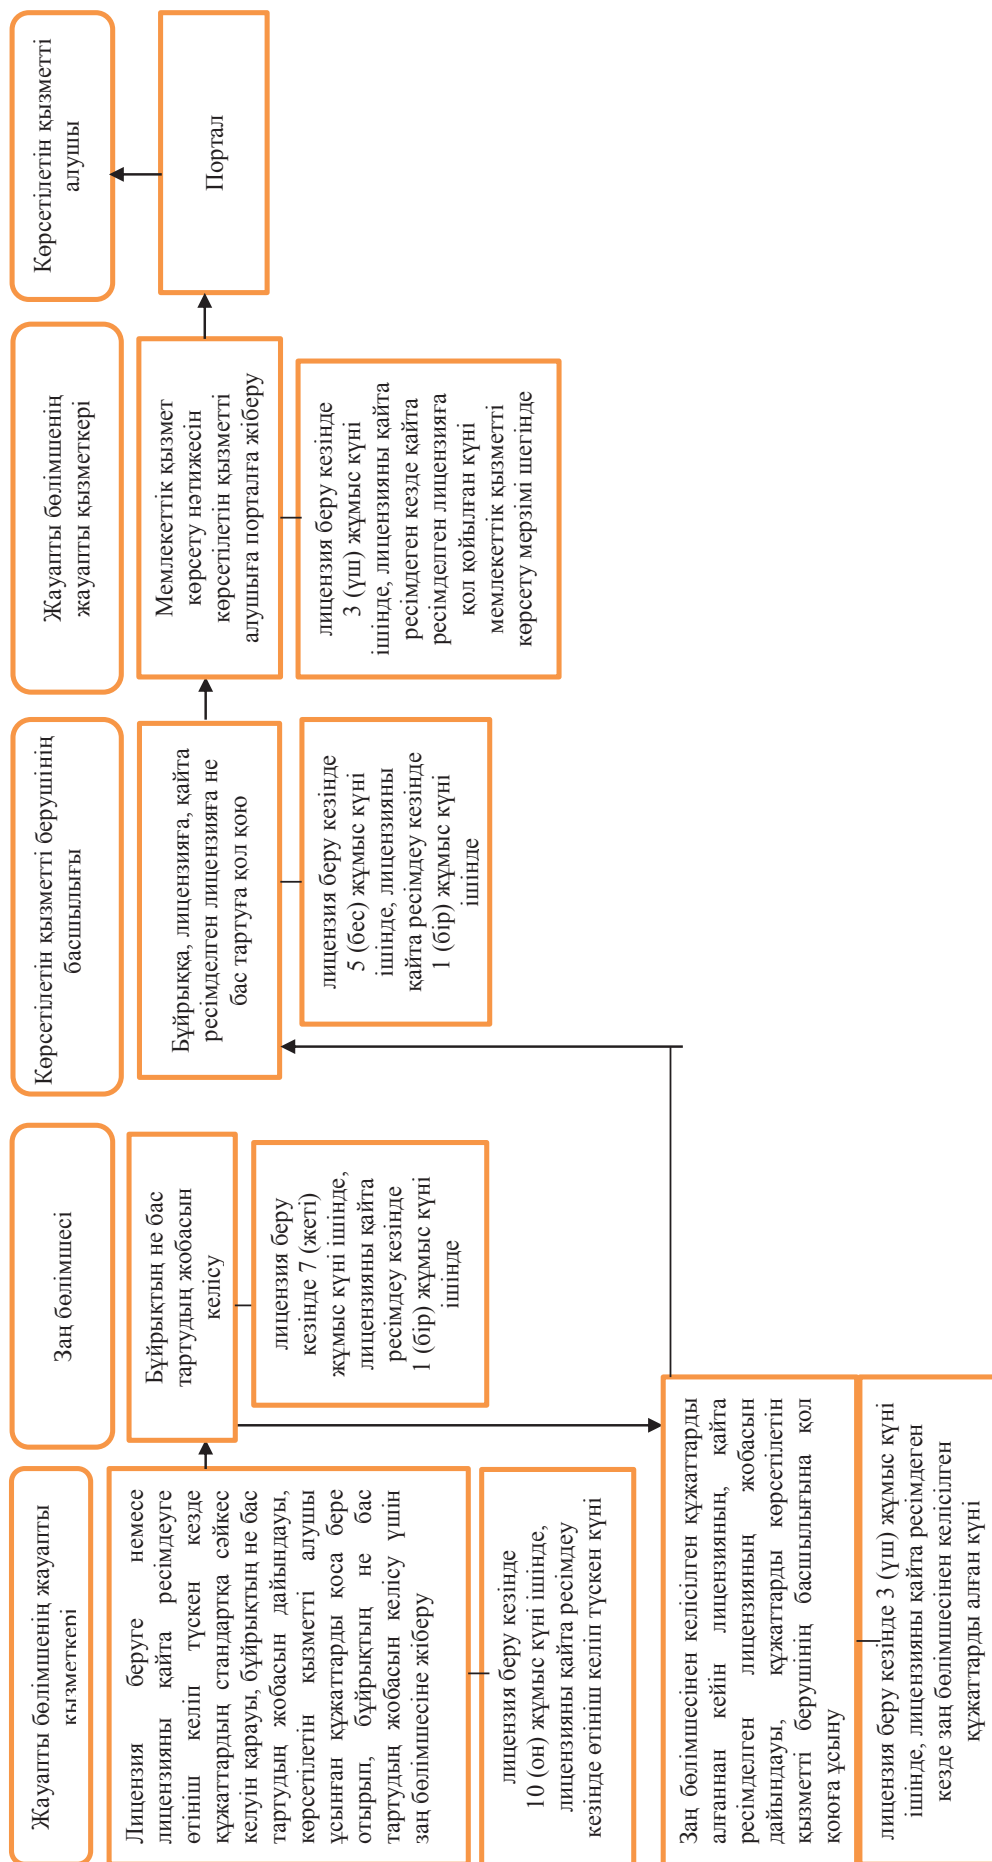 Жауапты бөлімшенің жауапты
қызметкері
Лицензия беруге немесе
лицензияны қайта ресімдеуге
өтініш келіп түскен кезде
құжаттардың стандартқа сәйкес
келуін қарауы, бұйрықтың не бас
тартудың жобасын дайындауы,
көрсетілетін қызметті алушы
ұсынған құжаттарды қоса бере
отырып, бұйрықтың не бас
тартудың жобасын келісу үшін
заң бөлімшесіне жіберу
лицензия беру кезінде
10 (он) жұмыс күні ішінде,
лицензияны қайта ресімдеу
кезінде өтініш келіп түскен күні
Заң бөлімшесінен келісілген құжаттарды
алғаннан кейін лицензияның, қайта
ресімделген лицензияның жобасын
дайындауы, құжаттарды көрсетілетін
қызметті берушінің басшылығына қол
қоюға ұсыну
лицензия беру кезінде 3 (үш) жұмыс күні
ішінде, лицензияны қайта ресімдеген
кезде заң бөлімшесінен келісілген
құжаттарды алған күні
Заң бөлімшесі
Бұйрықтың не бас
тартудың жобасын
келісу
лицензия беру
кезінде 7 (жеті)
жұмыс күні ішінде,
лицензияны қайта
ресімдеу кезінде
1 (бір) жұмыс күні
ішінде
Көрсетілетін қызметті берушінің
басшылығы
Бұйрыққа, лицензияға, қайта
ресімделген лицензияға не
бас тартуға қол қою
лицензия беру кезінде
5 (бес) жұмыс күні
ішінде, лицензияны
қайта ресімдеу кезінде
1 (бір) жұмыс күні
ішінде
Жауапты бөлімшенің
жауапты қызметкері
Мемлекеттік қызмет
көрсету нәтижесін
көрсетілетін қызметті
алушыға порталға жіберу
лицензия беру кезінде
3 (үш) жұмыс күні
ішінде, лицензияны қайта
ресімдеген кезде қайта
ресімделген лицензияға
қол қойылған күні
мемлекеттік қызметті
көрсету мерзімі шегінде
Көрсетілетін қызметті
алушы
Портал